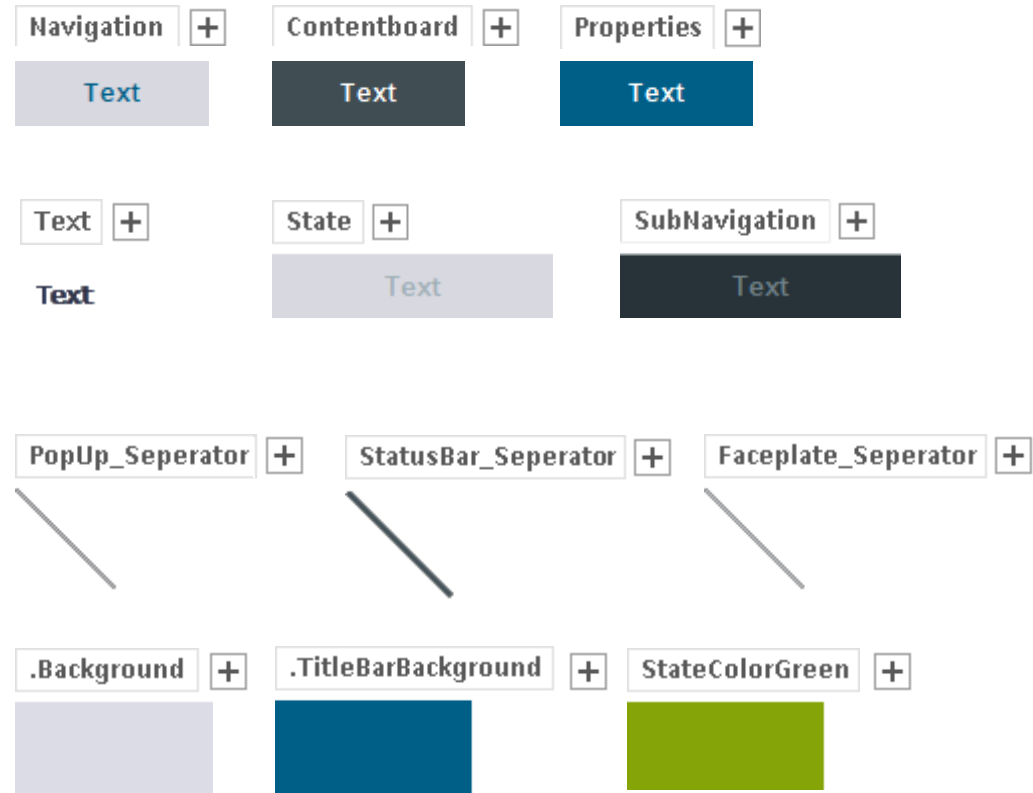 Navigation + Contentboard + Properties +
Text Text Text
Text + State + SubNavigation +
Text Text Text
PopUp_Seperator + StatusBar_Seperator + Faceplate_Seperator +
.Background + .TitleBarBackground + StateColorGreen +